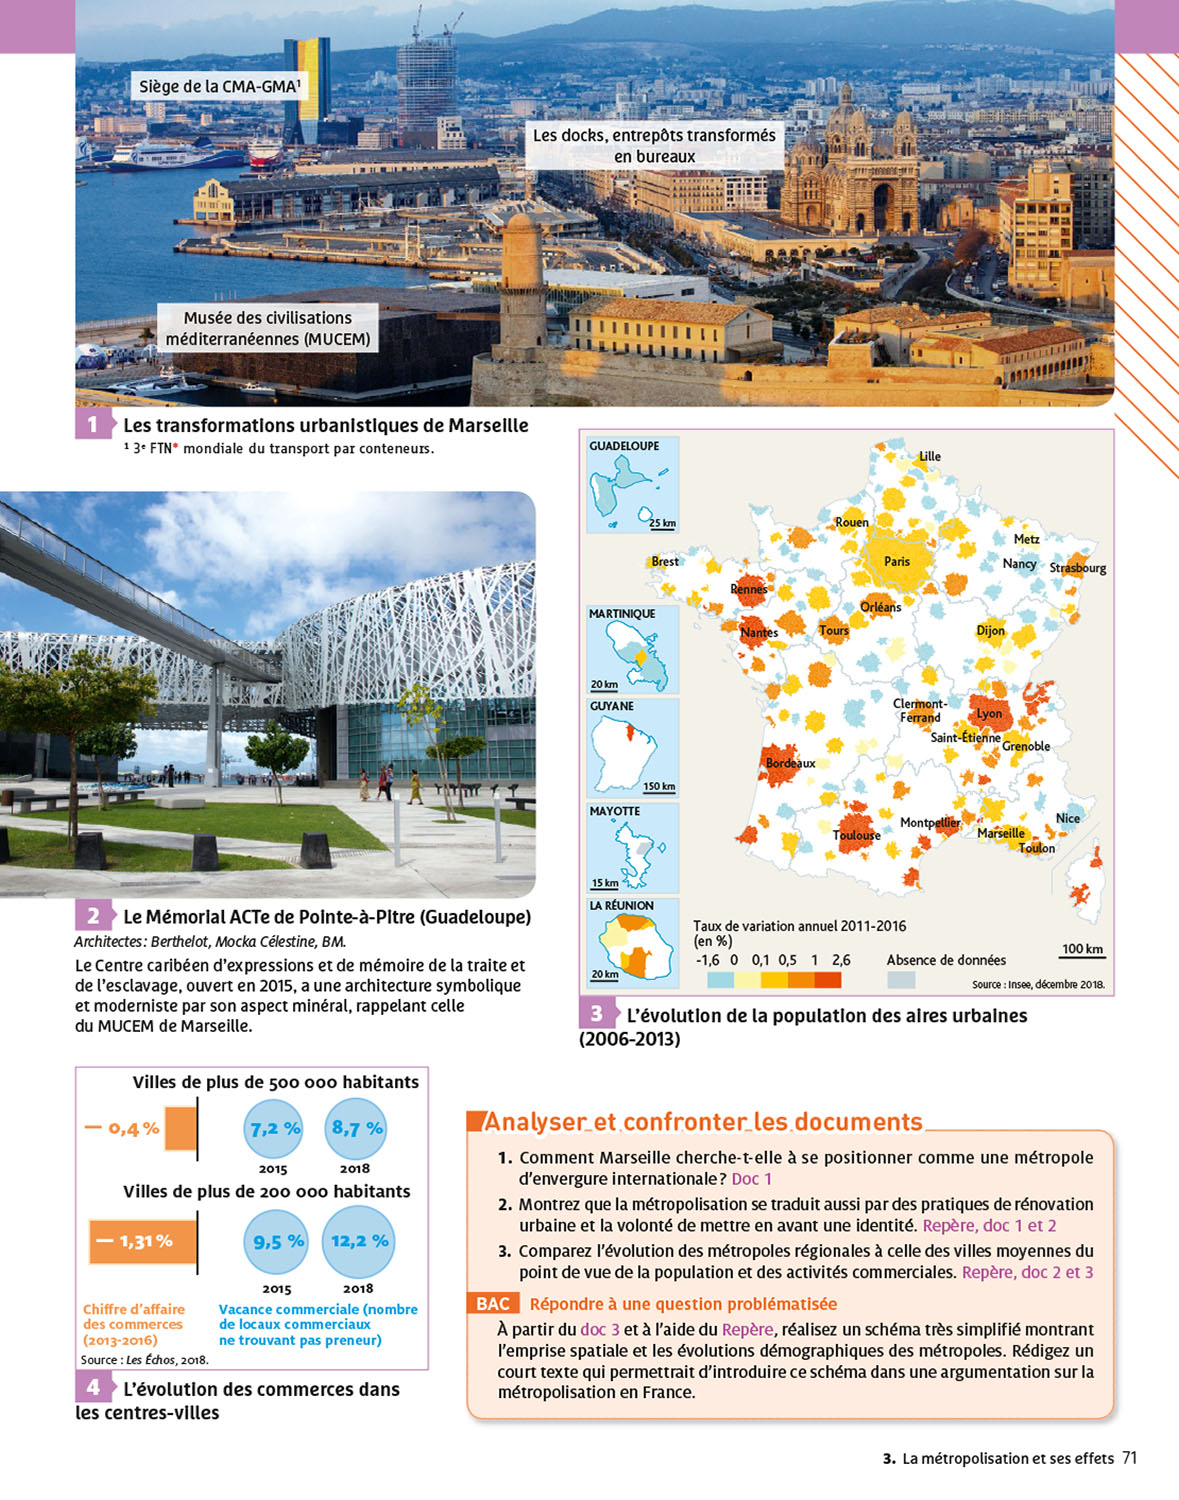 Siège de la CMA-GMA¹
Les docks, entrepôts transformés
en bureaux
Musée des civilisations
méditerranéennes (MUCEM)
1 Les transformations urbanistiques de Marseille
¹ 3ᵉ FTN* mondiale du transport par conteneurs.
2 Le Mémorial ACTe de Pointe-à-Pitre (Guadeloupe)
Architectes : Berthelot, Mocka Célestine, BM.
Le Centre caribéen d'expressions et de mémoire de la traite et
de l'esclavage, ouvert en 2015, a une architecture symbolique
et moderniste par son aspect minéral, rappelant celle
du MUCEM de Marseille.
GUADELOUPE
25 km
MARTINIQUE
20 km
GUYANE
150 km
MAYOTTE
15 km
LA RÉUNION
20 km
Lille
Rouen
Metz
Paris
Nancy
Strasbourg
Brest
Rennes
Orléans
Nantes
Tours
Dijon
Clermont-
Ferrand
Lyon
Saint-Étienne
Grenoble
Bordeaux
Montpellier
Nice
Toulouse
Marseille
Toulon
Taux de variation annuel 2011-2016
(en %)
-1,6 0 0,1 0,5 1 2,6
Absence de données
100 km
Source : Insee, décembre 2018.
3 L'évolution de la population des aires urbaines
(2006-2013)
Villes de plus de 500 000 habitants
— 0,4 %
7,2 %
8,7 %
2015
2018
Villes de plus de 200 000 habitants
— 1,31 %
9,5 %
12,2 %
2015
2018
Chiffre d'affaire
des commerces
(2013-2016)
Vacance commerciale (nombre
de locaux commerciaux
ne trouvant pas preneur)
Source : Les Échos, 2018.
4 L'évolution des commerces dans
les centres-villes
Analyser et confronter les documents
1. Comment Marseille cherche-t-elle à se positionner comme une métropole
d'envergure internationale ? Doc 1
2. Montrez que la métropolisation se traduit aussi par des pratiques de rénovation
urbaine et la volonté de mettre en avant une identité. Repère, doc 1 et 2
3. Comparez l'évolution des métropoles régionales à celle des villes moyennes du
point de vue de la population et des activités commerciales. Repère, doc 2 et 3
BAC Répondre à une question problématisée
À partir du doc 3 et à l'aide du Repère, réalisez un schéma très simplifié montrant
l'emprise spatiale et les évolutions démographiques des métropoles. Rédigez un
court texte qui permettrait d'introduire ce schéma dans une argumentation sur la
métropolisation en France.
3. La métropolisation et ses effets 71